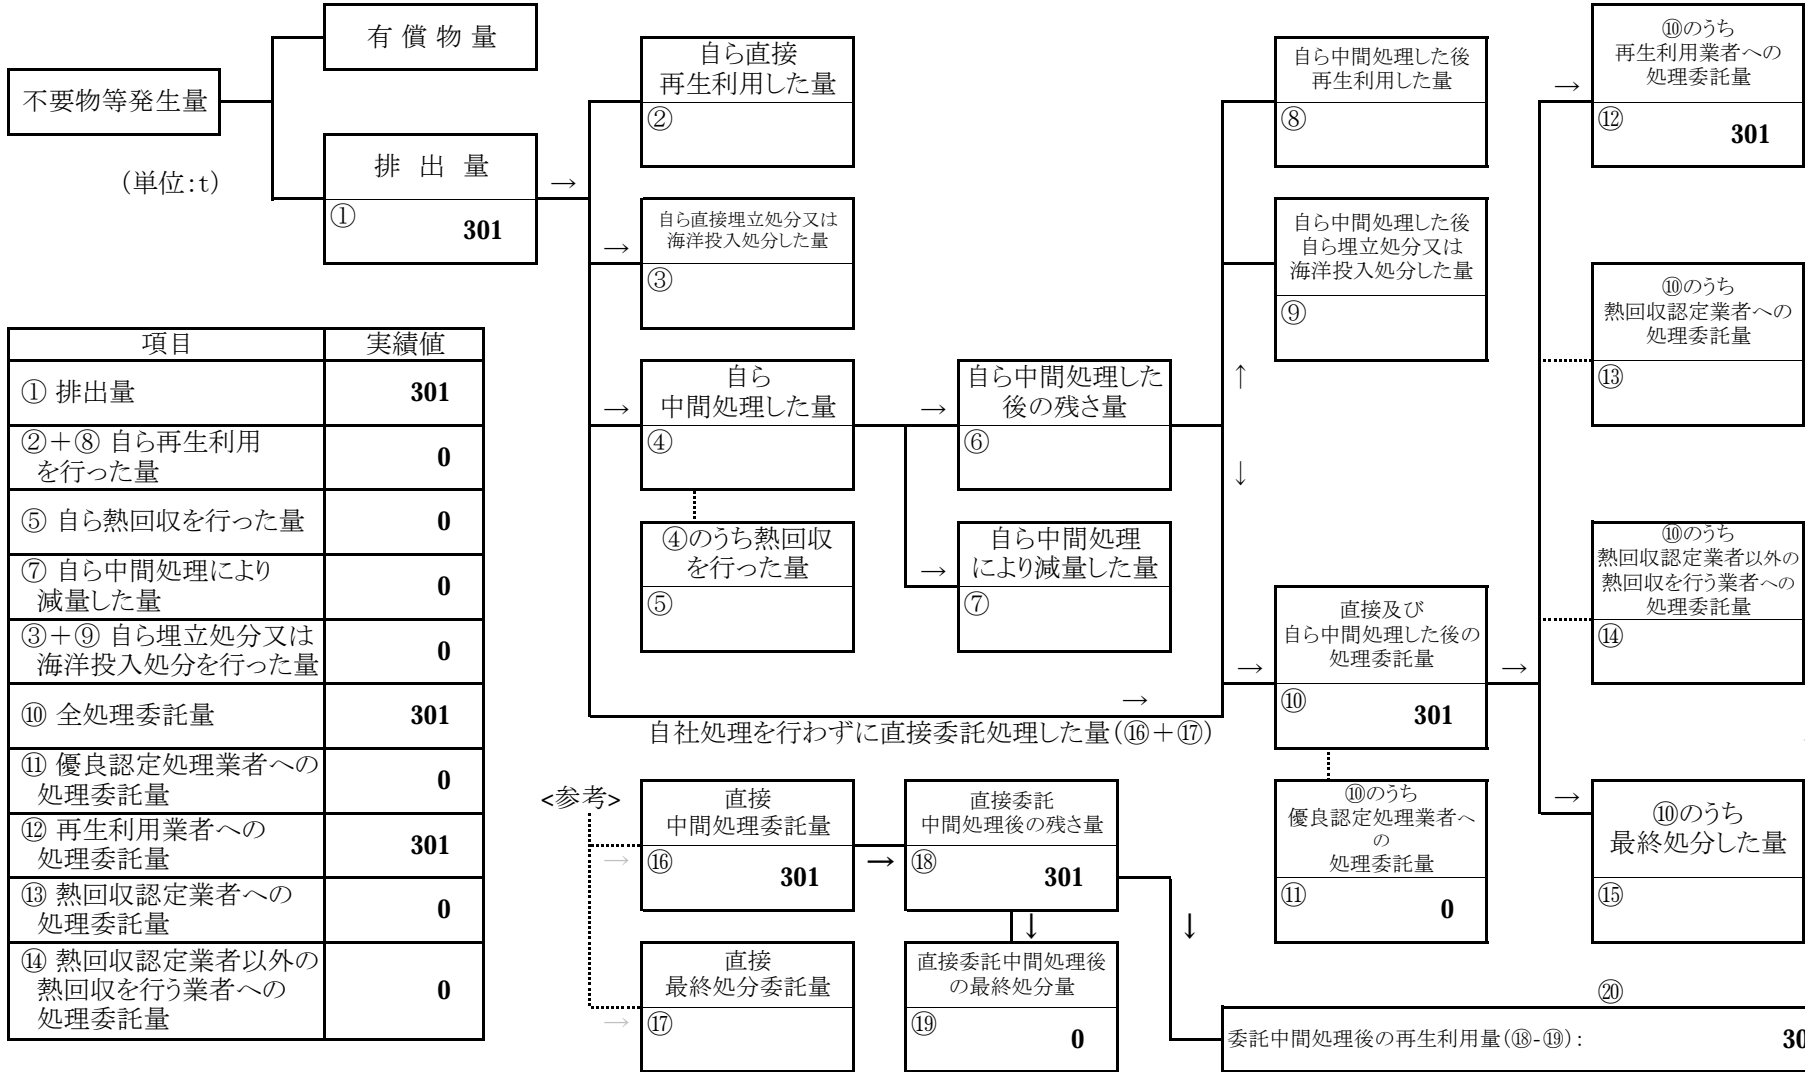 有 償 物 量
不要物等発生量
(単位:t)
排 出 量
→
①
301
自ら直接
再生利用した量
②
→
自ら直接埋立処分又は
海洋投入処分した量
③
→
自ら
中間処理した量
④
④のうち熱回収
を行った量
⑤
→
自ら中間処理した
後の残さ量
⑥
→
自ら中間処理
により減量した量
⑦
自ら中間処理した後
再生利用した量
⑧
自ら中間処理した後
自ら埋立処分又は
海洋投入処分した量
⑨
↑
↓
→
直接及び
自ら中間処理した後の
処理委託量
⑩
301
→
⑩のうち
優良認定処理業者へ
の
処理委託量
⑪
0
→
⑩のうち
再生利用業者への
処理委託量
⑫
301
⑩のうち
熱回収認定業者への
処理委託量
⑬
⑩のうち
熱回収認定業者以外の
熱回収を行う業者への
処理委託量
⑭
→
⑩のうち
最終処分した量
⑮
→
自社処理を行わずに直接委託処理した量(⑯+⑰)
項目 実績値
① 排出量 301
②+⑧ 自ら再生利用
を行った量 0
⑤ 自ら熱回収を行った量 0
⑦ 自ら中間処理により
減量した量 0
③+⑨ 自ら埋立処分又は
海洋投入処分を行った量 0
⑩ 全処理委託量 301
⑪ 優良認定処理業者への
処理委託量 0
⑫ 再生利用業者への
処理委託量 301
⑬ 熱回収認定業者への
処理委託量 0
⑭ 熱回収認定業者以外の
熱回収を行う業者への
処理委託量 0
<参考>
→
直接
中間処理委託量
⑯
301
→
直接委託
中間処理後の残さ量
⑱
301
↓
↓
→
直接
最終処分委託量
⑰
直接委託中間処理後
の最終処分量
⑲
0
⑳
委託中間処理後の再生利用量(⑱-⑲): 30